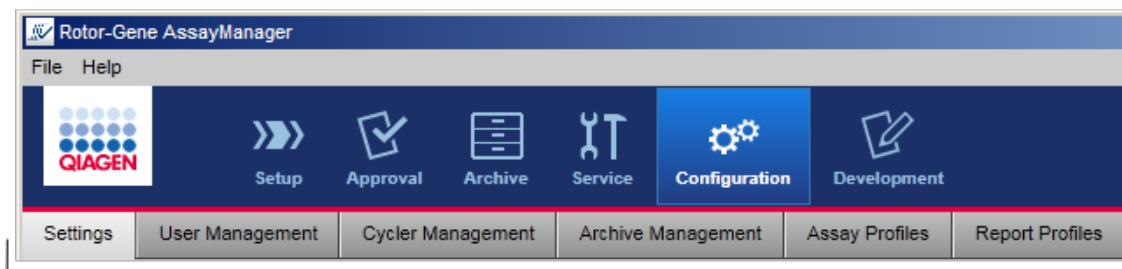 Rotor-Gene AssayManager
File Help
QIAGEN
Setup Approval Archive Service Configuration Development
Settings User Management Cycler Management Archive Management Assay Profiles Report Profiles